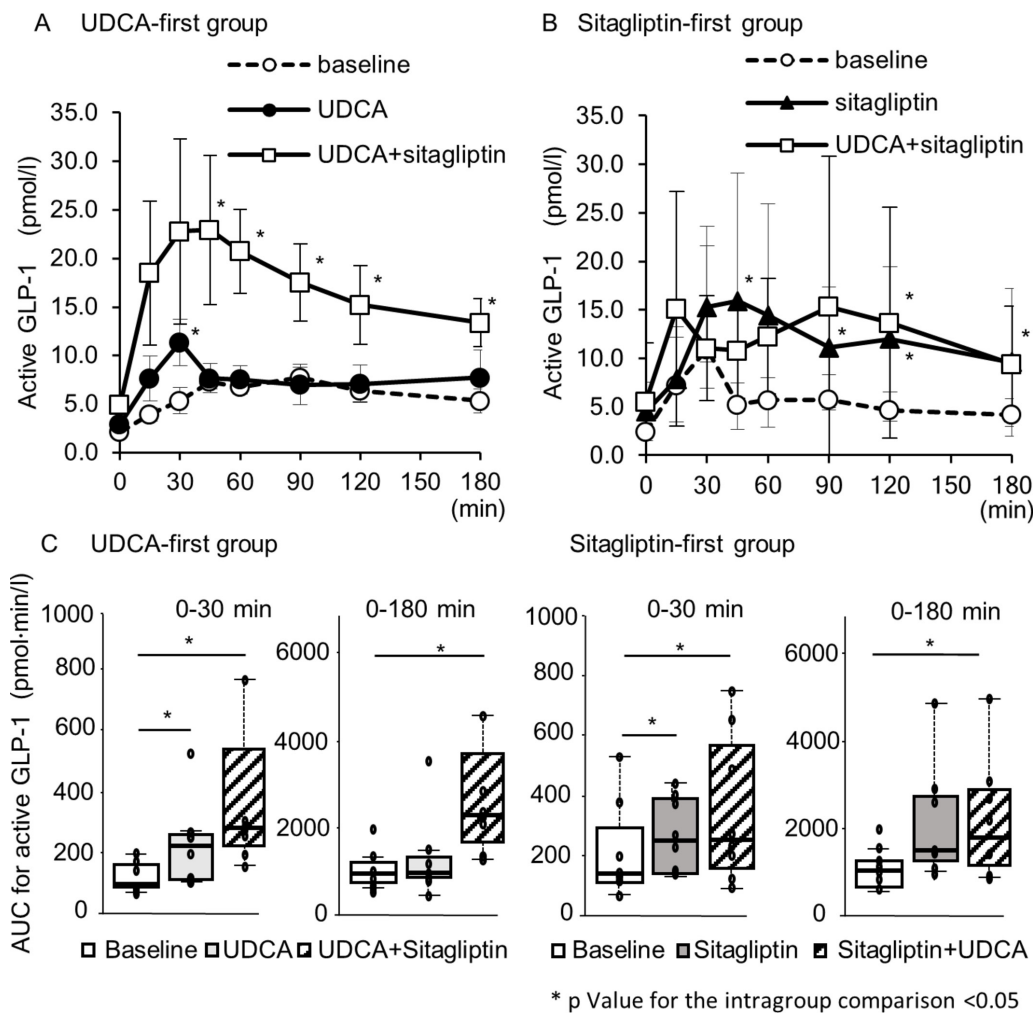 A UDCA-first group
baseline
UDCA
UDCA+sitagliptin
Active GLP-1 (pmol/l)
35.0
30.0
25.0
20.0
15.0
10.0
5.0
0.0
* * * * * * *
0 30 60 90 120 150 180
(min)
B Sitagliptin-first group
baseline
sitagliptin
UDCA+sitagliptin
Active GLP-1 (pmol/l)
35.0
30.0
25.0
20.0
15.0
10.0
5.0
0.0
* * * * *
0 30 60 90 120 150 180
(min)
C UDCA-first group
Sitagliptin-first group
AUC for active GLP-1 (pmol·min/l)
0-30 min
1000
800
600
400
200
0
*
*
0-180 min
6000
4000
2000
0
*
0-30 min
1000
800
600
400
200
0
*
*
0-180 min
6000
4000
2000
0
*
Baseline UDCA UDCA+Sitagliptin
Baseline Sitagliptin Sitagliptin+UDCA
* p Value for the intragroup comparison <0.05